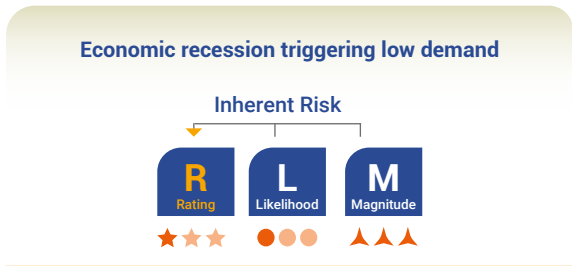 Economic recession triggering low demand
Inherent Risk
R
Rating
L
Likelihood
M
Magnitude